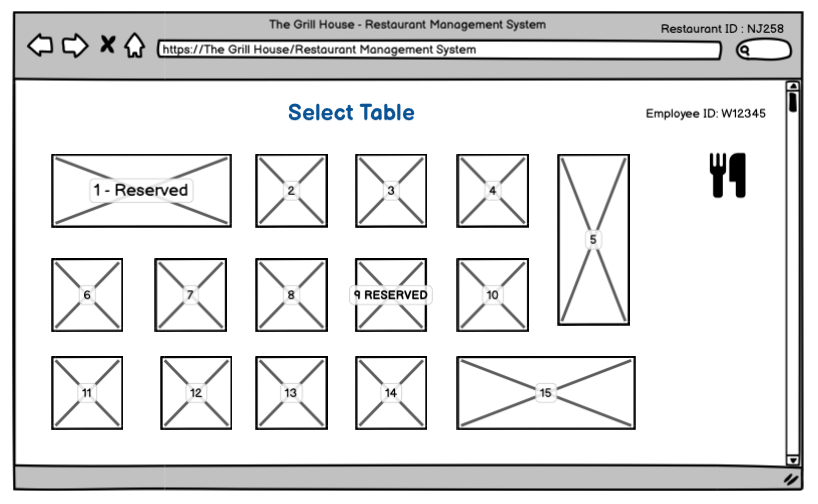 The Grill House - Restaurant Management System
Restaurant ID : NJ258
https://The Grill House/Restaurant Management System
Select Table
Employee ID: W12345
1 - Reserved
2
3
4
5
6
7
8
9 RESERVED
10
11
12
13
14
15